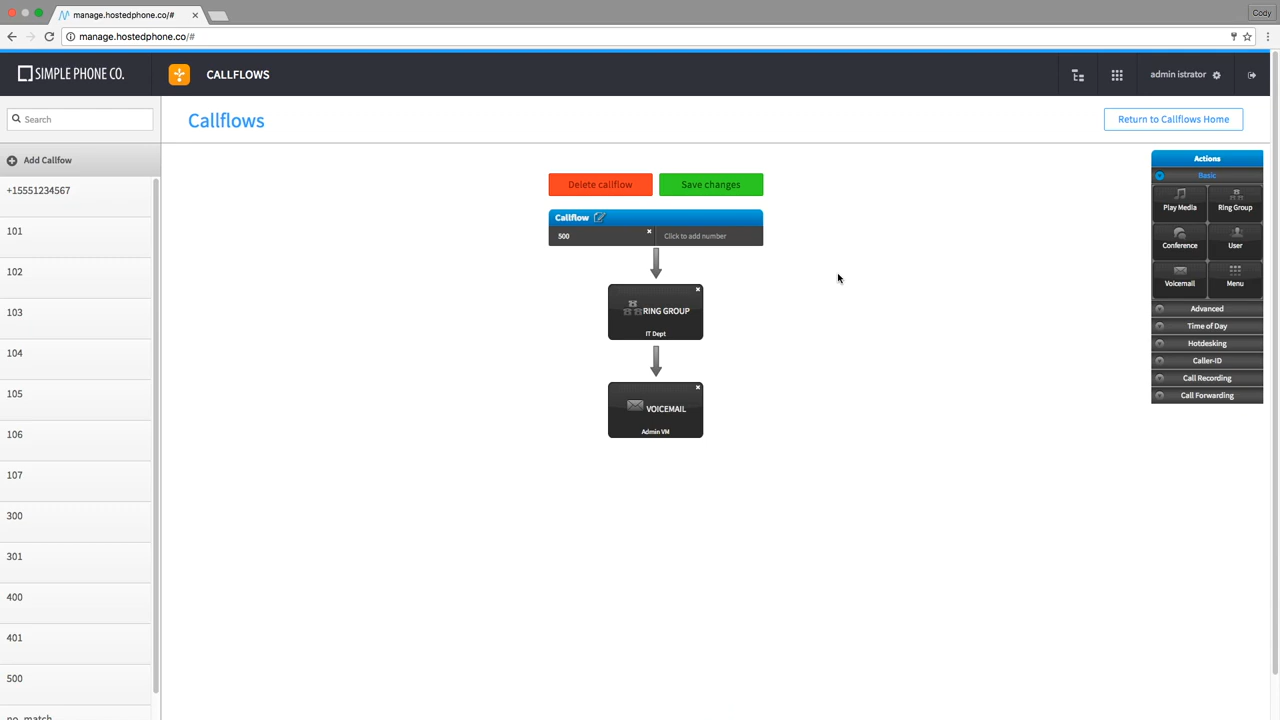 manage.hostedphone.co/#
Cody
manage.hostedphone.co/#
SIMPLE PHONE CO.
CALLFLOWS
admin istrator
Search
Callflows
Return to Callflows Home
Add Callfow
+15551234567
101
102
103
104
105
106
107
300
301
400
401
500
no_match
Delete callflow
Save changes
Callflow
500
Click to add number
RING GROUP
IT Dept
VOICEMAIL
Admin VM
Actions
Basic
Play Media
Ring Group
Conference
User
Voicemail
Menu
Advanced
Time of Day
Hotdesking
Caller-ID
Call Recording
Call Forwarding